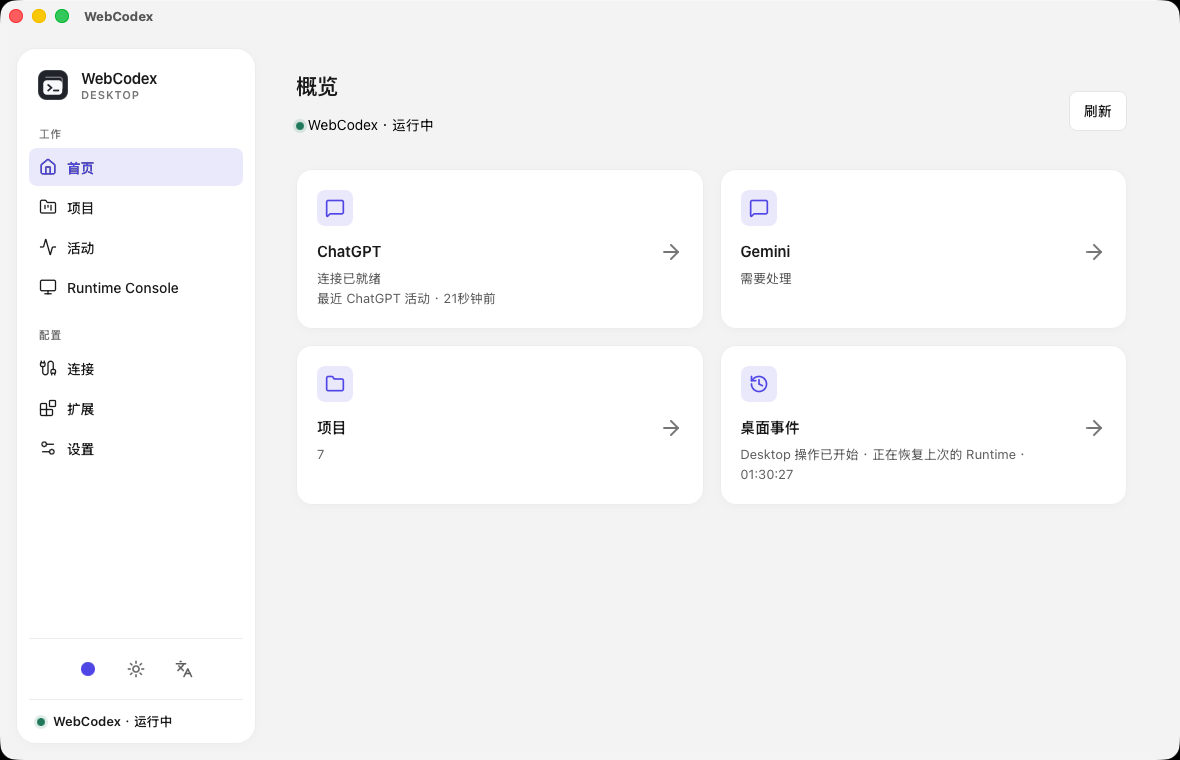 WebCodex
WebCodex
DESKTOP
工作
首页
项目
活动
Runtime Console
配置
连接
扩展
设置
WebCodex · 运行中
概览
WebCodex · 运行中
刷新
ChatGPT
连接已就绪
最近 ChatGPT 活动 · 21秒钟前
Gemini
需要处理
项目
7
桌面事件
Desktop 操作已开始 · 正在恢复上次的 Runtime ·
01:30:27